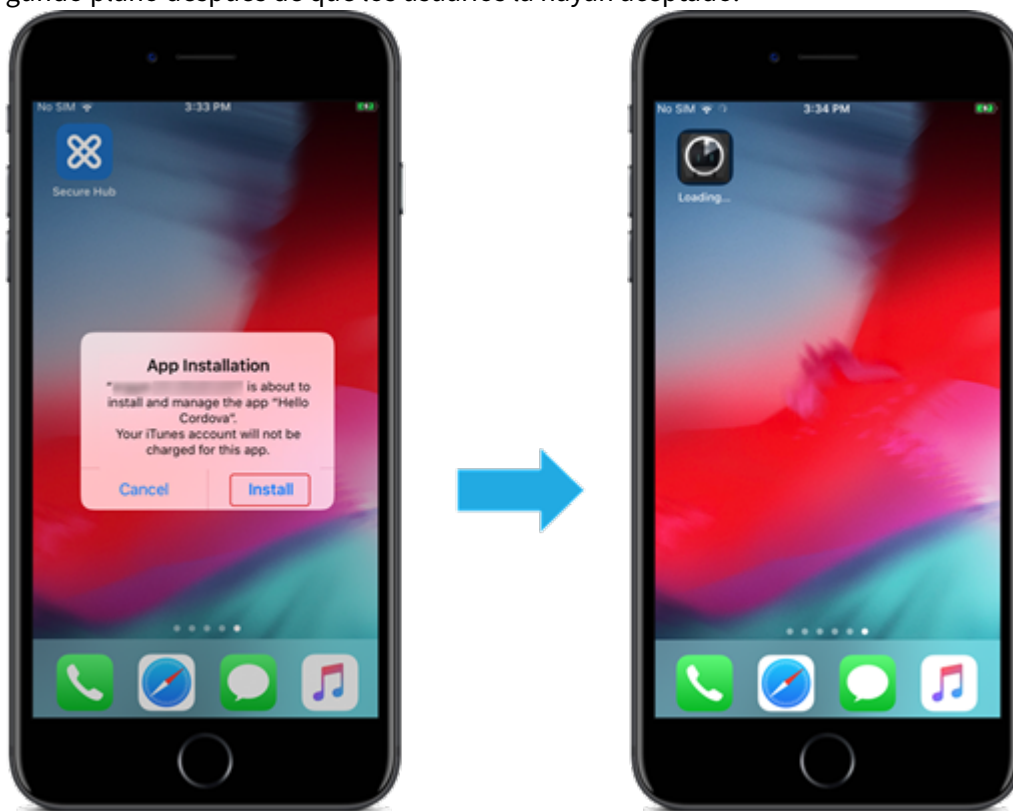 gundo plano después de que los usuarios la hayan aceptado.
No SIM 3:33 PM
Secure Hub
App Installation
" is about to
install and manage the app "Hello
Cordova".
Your iTunes account will not be
charged for this app.
Cancel Install
No SIM 3:34 PM
Loading...